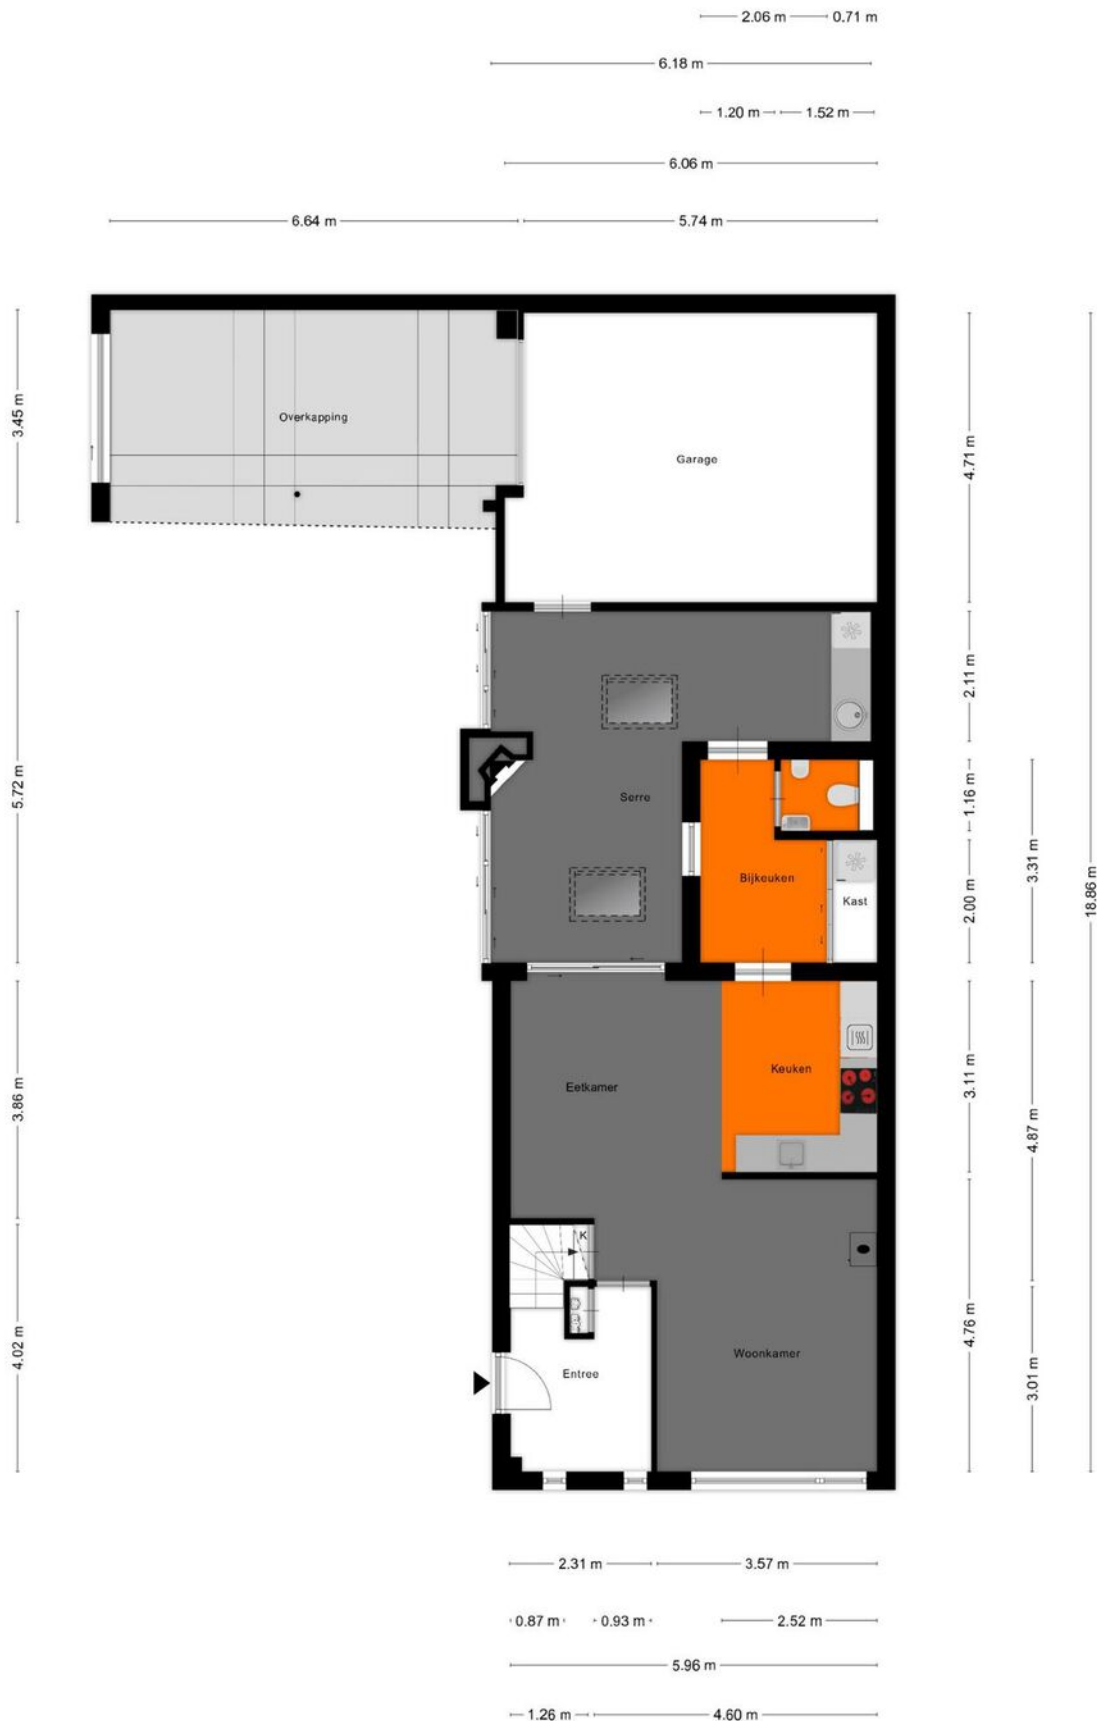 2.06 m 0.71 m
6.18 m
1.20 m 1.52 m
6.06 m
6.64 m 5.74 m
3.45 m
Overkapping
Garage
4.71 m
18.86 m
2.11 m
5.72 m
Serre
1.16 m
Bijkeuken
Kast
2.00 m
3.31 m
Keuken
Eetkamer
3.86 m
3.11 m
4.87 m
K
4.02 m
Woonkamer
Entree
4.76 m
3.01 m
2.31 m 3.57 m
0.87 m 0.93 m 2.52 m
5.96 m
1.26 m 4.60 m